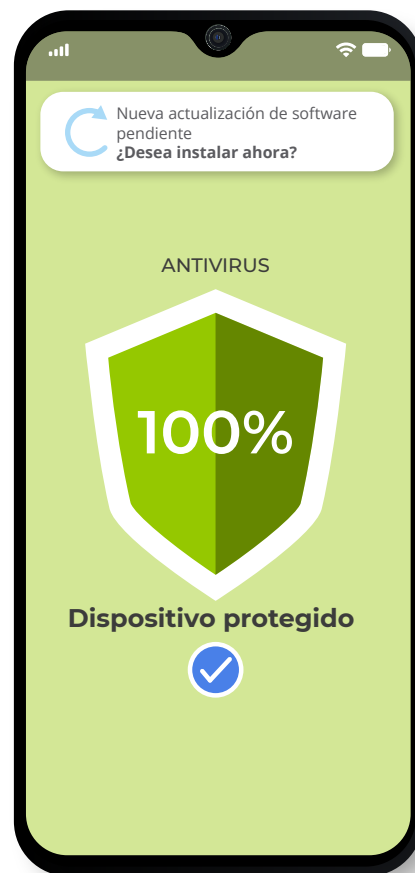 Nueva actualización de software
pendiente
¿Desea instalar ahora?
ANTIVIRUS
100%
Dispositivo protegido